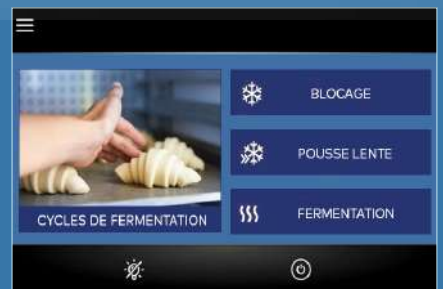 BLOCAGE
POUSSE LENTE
CYCLES DE FERMENTATION
FERMENTATION